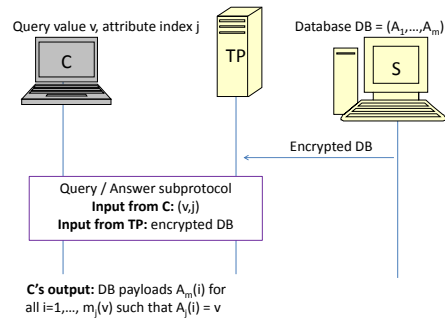 Query value v, attribute index j
Database DB = (A1,…,Am)
C
TP
S
Encrypted DB
Query / Answer subprotocol
Input from C: (v,j)
Input from TP: encrypted DB
C's output: DB payloads Am(i) for
all i=1,…, mj(v) such that Aj(i) = v